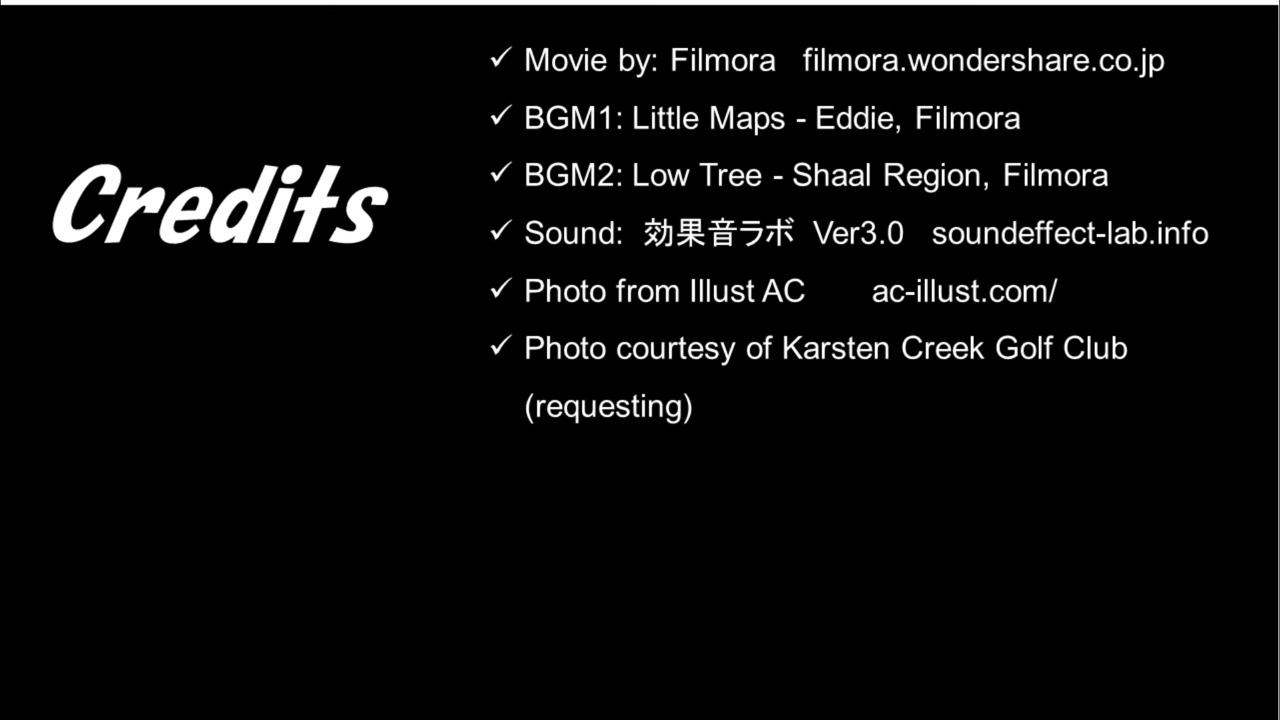 Credits
✓ Movie by: Filmora filmora.wondershare.co.jp
✓ BGM1: Little Maps - Eddie, Filmora
✓ BGM2: Low Tree - Shaal Region, Filmora
✓ Sound: 効果音ラボ Ver3.0 soundeffect-lab.info
✓ Photo from Illust AC ac-illust.com/
✓ Photo courtesy of Karsten Creek Golf Club
(requesting)